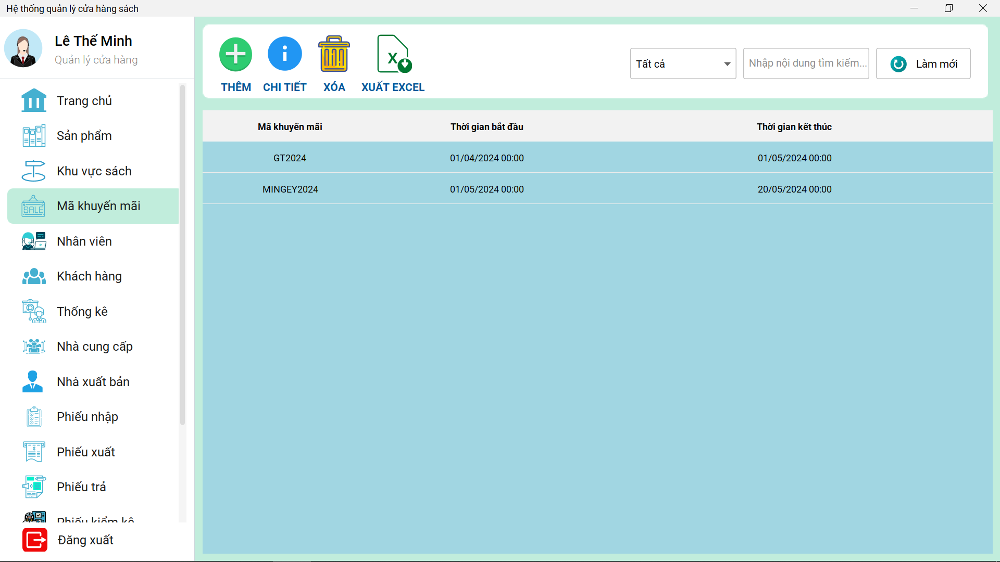 Hệ thống quản lý cửa hàng sách
Lê Thế Minh
Quản lý cửa hàng
Trang chủ
Sản phẩm
Khu vực sách
SALE
Mã khuyến mãi
Nhân viên
Khách hàng
Thống kê
Nhà cung cấp
Nhà xuất bản
Phiếu nhập
Phiếu xuất
Phiếu trả
Phiếu kiểm kê
Đăng xuất
THÊM
CHI TIẾT
XÓA
XUẤT EXCEL
Tất cả
Nhập nội dung tìm kiếm...
Làm mới
Mã khuyến mãi Thời gian bắt đầu Thời gian kết thúc
GT2024 01/04/2024 00:00 01/05/2024 00:00
MINGEY2024 01/05/2024 00:00 20/05/2024 00:00